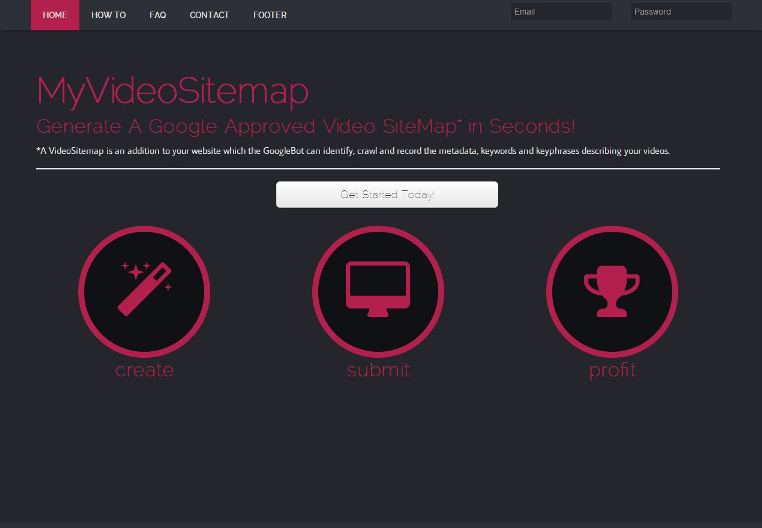 HOME HOW TO FAQ CONTACT FOOTER Email Password
MyVideoSitemap
Generate A Google Approved Video SiteMap* in Seconds!
*A VideoSitemap is an addition to your website which the GoogleBot can identify, crawl and record the metadata, keywords and keyphrases describing your videos.
Get Started Today!
create submit profit